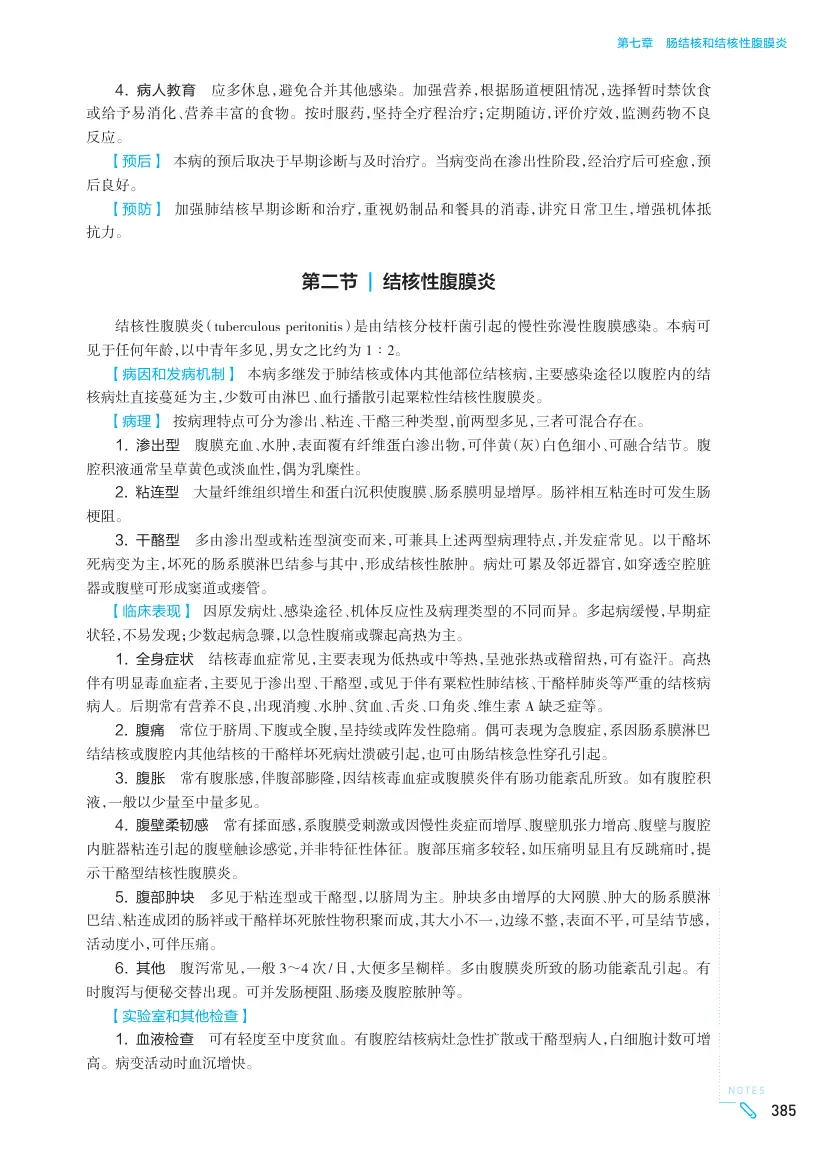 第七章 肠结核和结核性腹膜炎
4. 病人教育 应多休息,避免合并其他感染。加强营养,根据肠道梗阻情况,选择暂时禁饮食
或给予易消化、营养丰富的食物。按时服药,坚持全疗程治疗;定期随访,评价疗效,监测药物不良
反应。
【预后】 本病的预后取决于早期诊断与及时治疗。当病变尚在渗出性阶段,经治疗后可痊愈,预
后良好。
【预防】 加强肺结核早期诊断和治疗,重视奶制品和餐具的消毒,讲究日常卫生,增强机体抵
抗力。
第二节 | 结核性腹膜炎
结核性腹膜炎(tuberculous peritonitis)是由结核分枝杆菌引起的慢性弥漫性腹膜感染。本病可
见于任何年龄,以中青年多见,男女之比约为 1∶2。
【病因和发病机制】 本病多继发于肺结核或体内其他部位结核病,主要感染途径以腹腔内的结
核病灶直接蔓延为主,少数可由淋巴、血行播散引起粟粒性结核性腹膜炎。
【病理】 按病理特点可分为渗出、粘连、干酪三种类型,前两型多见,三者可混合存在。
1. 渗出型 腹膜充血、水肿,表面覆有纤维蛋白渗出物,可伴黄(灰)白色细小、可融合结节。腹
腔积液通常呈草黄色或淡血性,偶为乳糜性。
2. 粘连型 大量纤维组织增生和蛋白沉积使腹膜、肠系膜明显增厚。肠袢相互粘连时可发生肠
梗阻。
3. 干酪型 多由渗出型或粘连型演变而来,可兼具上述两型病理特点,并发症常见。以干酪坏
死病变为主,坏死的肠系膜淋巴结参与其中,形成结核性脓肿。病灶可累及邻近器官,如穿透空腔脏
器或腹壁可形成窦道或瘘管。
【临床表现】 因原发病灶、感染途径、机体反应性及病理类型的不同而异。多起病缓慢,早期症
状轻,不易发现;少数起病急骤,以急性腹痛或骤起高热为主。
1. 全身症状 结核毒血症常见,主要表现为低热或中等热,呈弛张热或稽留热,可有盗汗。高热
伴有明显毒血症者,主要见于渗出型、干酪型,或见于伴有粟粒性肺结核、干酪样肺炎等严重的结核病
病人。后期常有营养不良,出现消瘦、水肿、贫血、舌炎、口角炎、维生素 A 缺乏症等。
2. 腹痛 常位于脐周、下腹或全腹,呈持续或阵发性隐痛。偶可表现为急腹症,系因肠系膜淋巴
结结核或腹腔内其他结核的干酪样坏死病灶溃破引起,也可由肠结核急性穿孔引起。
3. 腹胀 常有腹胀感,伴腹部膨隆,因结核毒血症或腹膜炎伴有肠功能紊乱所致。如有腹腔积
液,一般以少量至中量多见。
4. 腹壁柔韧感 常有揉面感,系腹膜受刺激或因慢性炎症而增厚、腹壁肌张力增高、腹壁与腹腔
内脏器粘连引起的腹壁触诊感觉,并非特征性体征。腹部压痛多较轻,如压痛明显且有反跳痛时,提
示干酪型结核性腹膜炎。
5. 腹部肿块 多见于粘连型或干酪型,以脐周为主。肿块多由增厚的大网膜、肿大的肠系膜淋
巴结、粘连成团的肠袢或干酪样坏死脓性物积聚而成,其大小不一,边缘不整,表面不平,可呈结节感,
活动度小,可伴压痛。
6. 其他 腹泻常见,一般 3～4 次/日,大便多呈糊样。多由腹膜炎所致的肠功能紊乱引起。有
时腹泻与便秘交替出现。可并发肠梗阻、肠瘘及腹腔脓肿等。
【实验室和其他检查】
1. 血液检查 可有轻度至中度贫血。有腹腔结核病灶急性扩散或干酪型病人,白细胞计数可增
高。病变活动时血沉增快。
NOTES
385